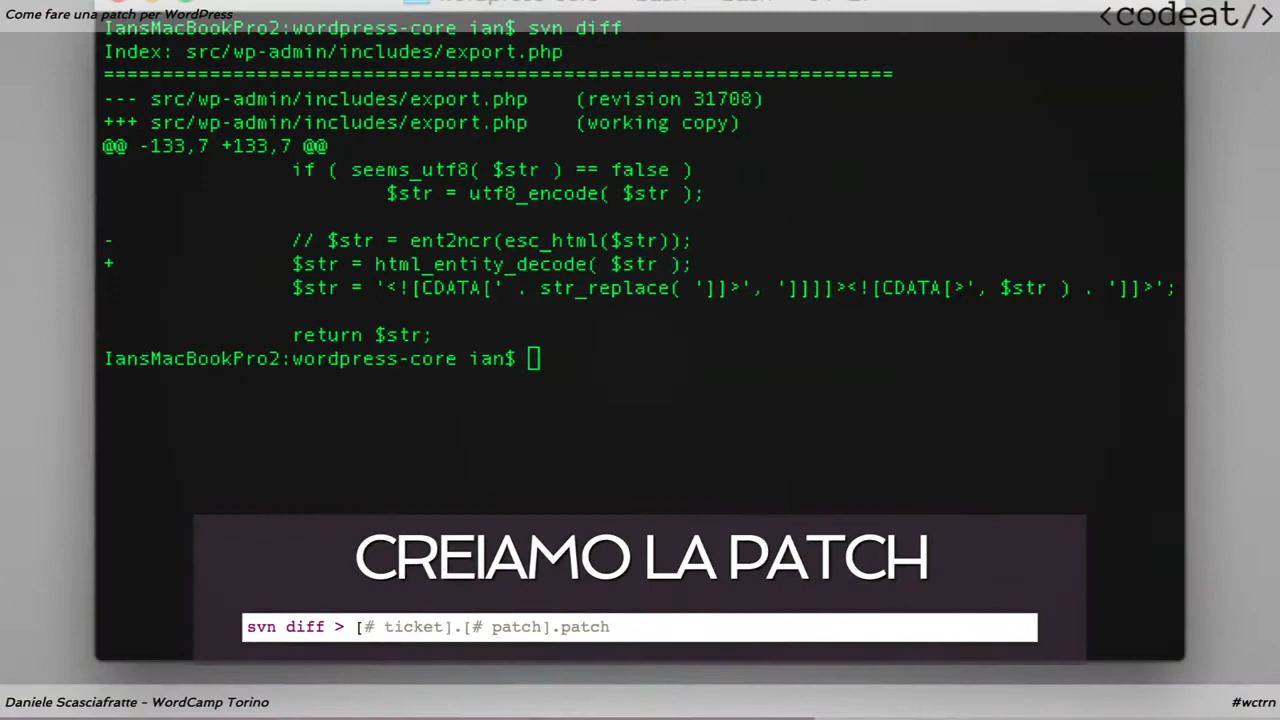 Come fare una patch per WordPress
<codeat/>
IansMacBookPro2:wordpress-core ian$ svn diff
Index: src/wp-admin/includes/export.php
===================================================================
--- src/wp-admin/includes/export.php    (revision 31708)
+++ src/wp-admin/includes/export.php    (working copy)
@@ -133,7 +133,7 @@
                if ( seems_utf8( $str ) == false )
                        $str = utf8_encode( $str );
-               // $str = ent2ncr(esc_html($str));
+               $str = html_entity_decode( $str );
                $str = '<![CDATA[' . str_replace( ']]>', ']]]]><![CDATA[>', $str ) . ']]>';
                return $str;
IansMacBookPro2:wordpress-core ian$
CREIAMO LA PATCH
svn diff > [# ticket].[# patch].patch
Daniele Scasciafratte - WordCamp Torino
#wctrn